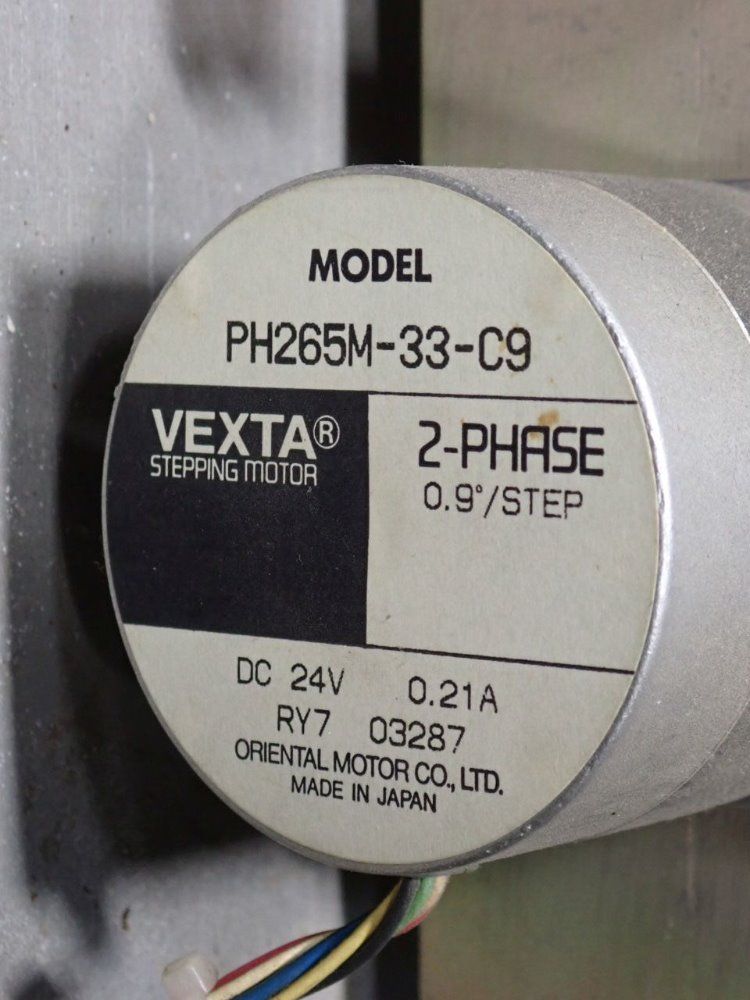 MODEL
PH265M-33-C9
VEXTA®
STEPPING MOTOR
2-PHASE
0.9°/STEP
DC 24V 0.21A
RY7 03287
ORIENTAL MOTOR CO., LTD.
MADE IN JAPAN